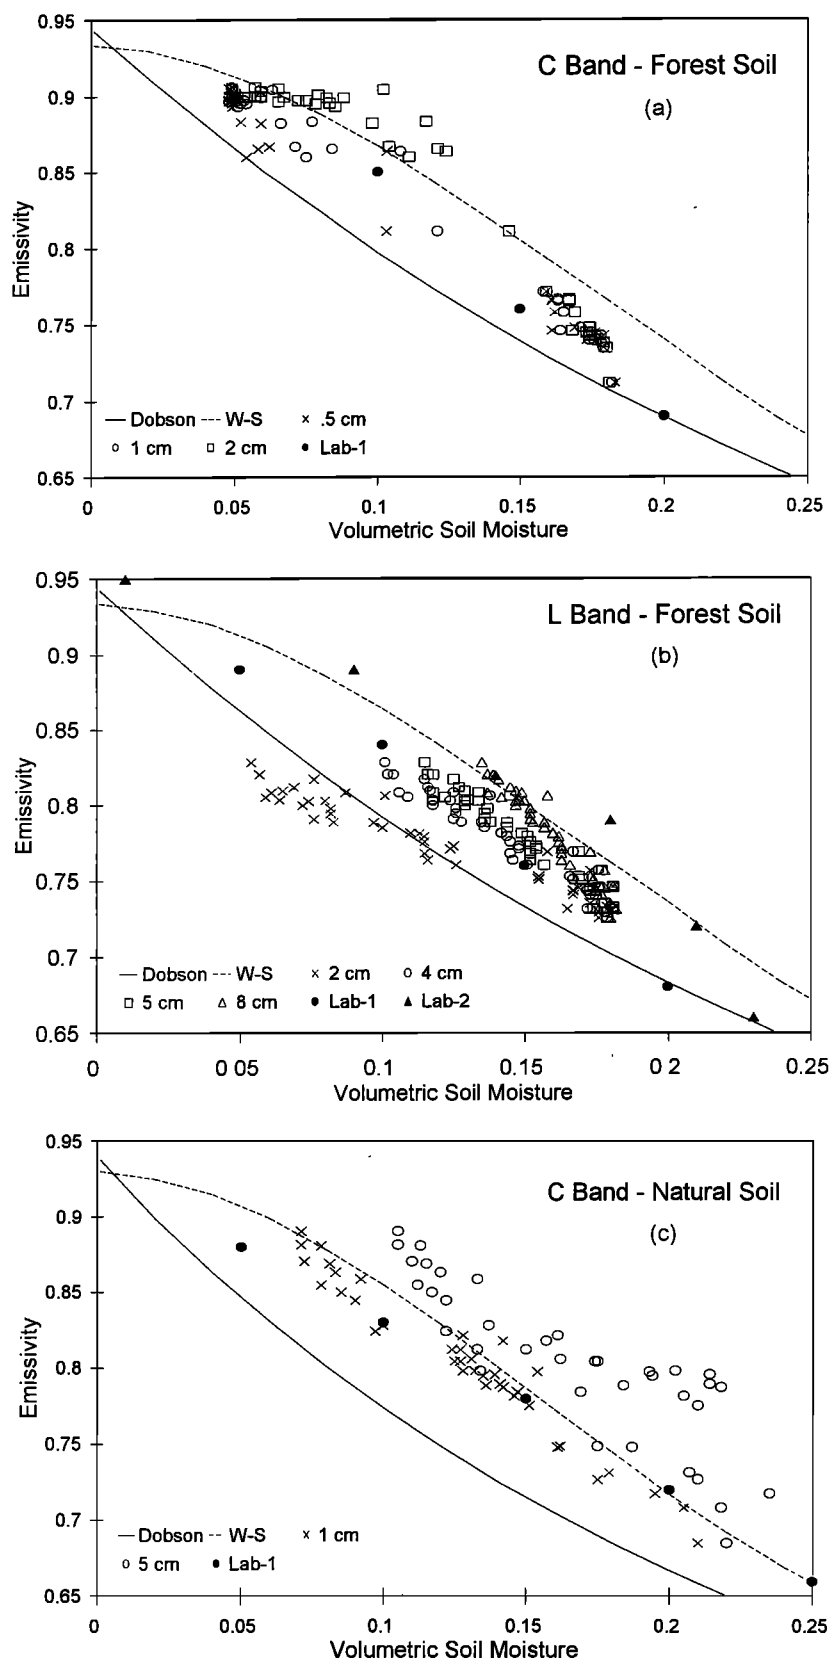 0.95
C Band - Forest Soil
0.9
(a)
0.85
Emissivity
0.8
0.75
0.7
Dobson W-S .5 cm
1 cm 2 cm Lab-1
0.65
0 0.05 0.1 0.15 0.2 0.25
Volumetric Soil Moisture
0.95
L Band - Forest Soil
0.9
(b)
0.85
Emissivity
0.8
0.75
0.7
Dobson W-S 2 cm 4 cm
5 cm 8 cm Lab-1 Lab-2
0.65
0 0.05 0.1 0.15 0.2 0.25
Volumetric Soil Moisture
0.95
C Band - Natural Soil
0.9
(c)
0.85
Emissivity
0.8
0.75
0.7
Dobson W-S 1 cm
5 cm Lab-1
0.65
0 0.05 0.1 0.15 0.2 0.25
Volumetric Soil Moisture